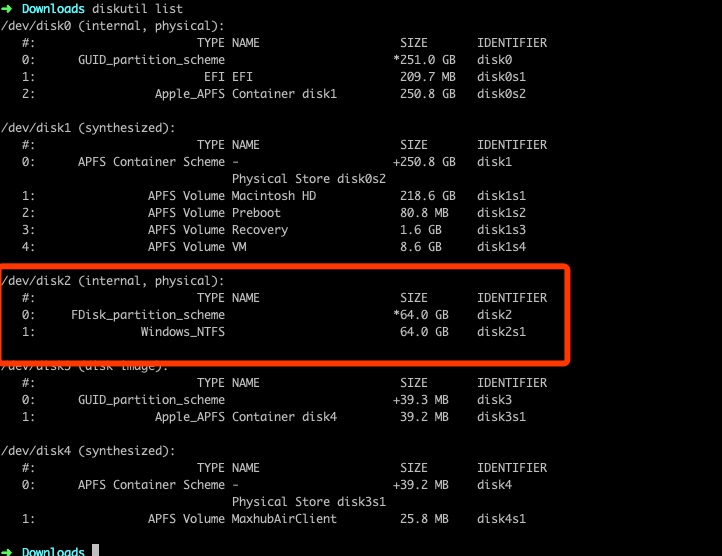 ➜ Downloads diskutil list
/dev/disk0 (internal, physical):
#: TYPE NAME SIZE IDENTIFIER
0: GUID_partition_scheme *251.0 GB disk0
1: EFI EFI 209.7 MB disk0s1
2: Apple_APFS Container disk1 250.8 GB disk0s2
/dev/disk1 (synthesized):
#: TYPE NAME SIZE IDENTIFIER
0: APFS Container Scheme - +250.8 GB disk1
Physical Store disk0s2
1: APFS Volume Macintosh HD 218.6 GB disk1s1
2: APFS Volume Preboot 80.8 MB disk1s2
3: APFS Volume Recovery 1.6 GB disk1s3
4: APFS Volume VM 8.6 GB disk1s4
/dev/disk2 (internal, physical):
#: TYPE NAME SIZE IDENTIFIER
0: FDisk_partition_scheme *64.0 GB disk2
1: Windows_NTFS 64.0 GB disk2s1
/dev/disk3 (disk image):
#: TYPE NAME SIZE IDENTIFIER
0: GUID_partition_scheme +39.3 MB disk3
1: Apple_APFS Container disk4 39.2 MB disk3s1
/dev/disk4 (synthesized):
#: TYPE NAME SIZE IDENTIFIER
0: APFS Container Scheme - +39.2 MB disk4
Physical Store disk3s1
1: APFS Volume MaxhubAirClient 25.8 MB disk4s1
➜ Downloads